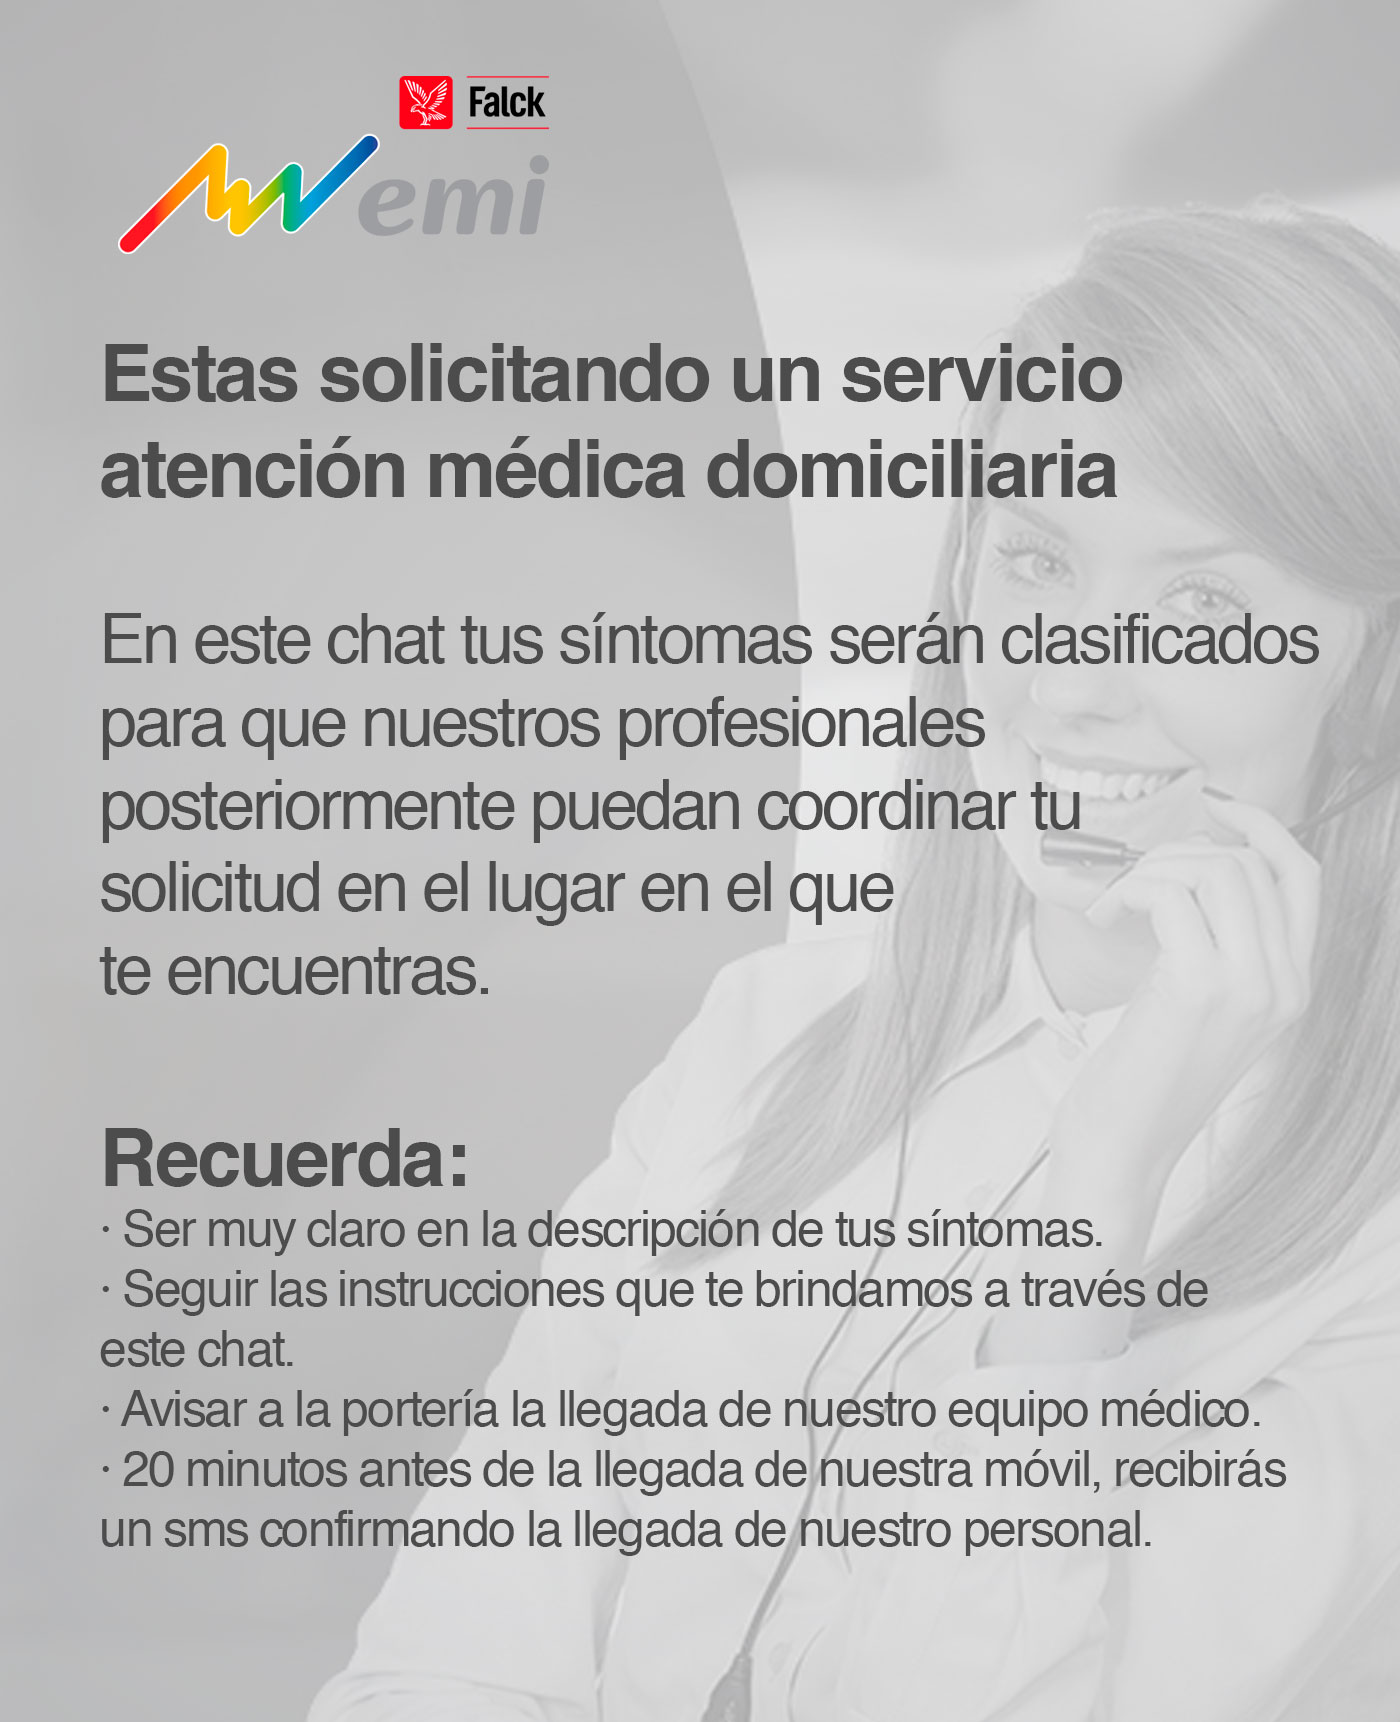 Falck
emi
Estas solicitando un servicio
atención médica domiciliaria
En este chat tus síntomas serán clasificados
para que nuestros profesionales
posteriormente puedan coordinar tu
solicitud en el lugar en el que
te encuentras.
Recuerda:
· Ser muy claro en la descripción de tus síntomas.
· Seguir las instrucciones que te brindamos a través de
este chat.
· Avisar a la portería la llegada de nuestro equipo médico.
· 20 minutos antes de la llegada de nuestra móvil, recibirás
un sms confirmando la llegada de nuestro personal.